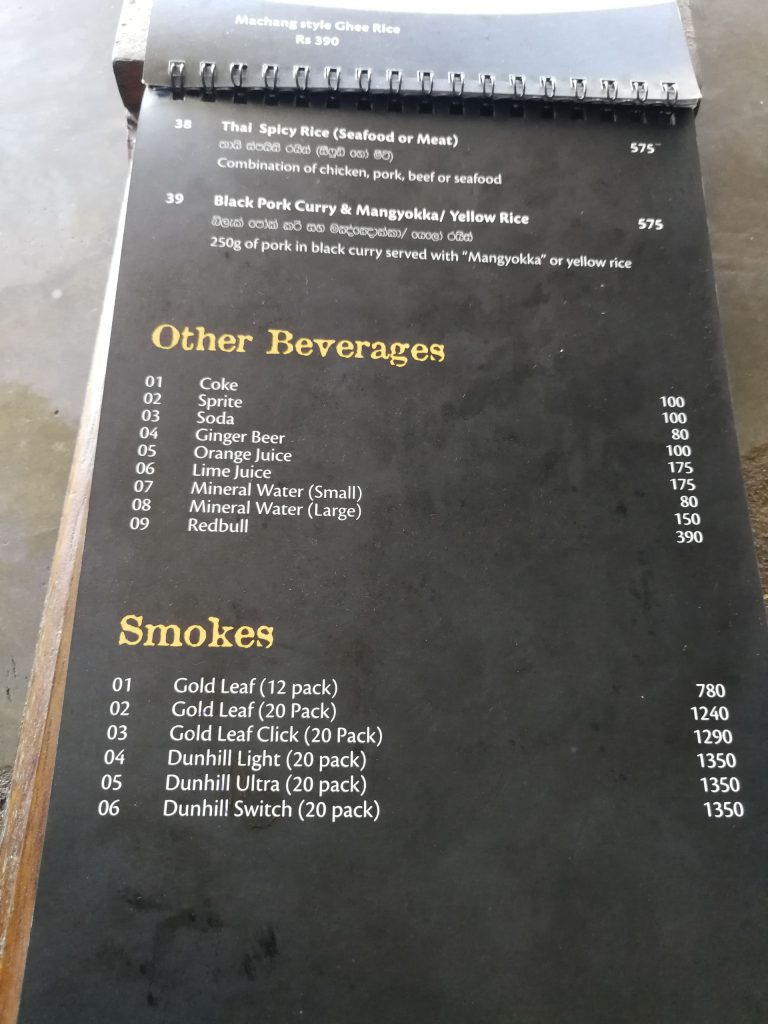 Machang style Ghee Rice
Rs 390
38 Thai Spicy Rice (Seafood or Meat) 575
තායි ස්පයිසි රයිස් (සීෆුඩ් හෝ මීට්)
Combination of chicken, pork, beef or seafood
39 Black Pork Curry & Mangyokka/ Yellow Rice 575
බ්ලැක් පෝක් කරි සහ මඤ්ඤොක්කා/ යෙලෝ රයිස්
250g of pork in black curry served with "Mangyokka" or yellow rice
Other Beverages
01 Coke 100
02 Sprite 100
03 Soda 80
04 Ginger Beer 100
05 Orange Juice 175
06 Lime Juice 175
07 Mineral Water (Small) 80
08 Mineral Water (Large) 150
09 Redbull 390
Smokes
01 Gold Leaf (12 pack) 780
02 Gold Leaf (20 Pack) 1240
03 Gold Leaf Click (20 Pack) 1290
04 Dunhill Light (20 pack) 1350
05 Dunhill Ultra (20 pack) 1350
06 Dunhill Switch (20 pack) 1350